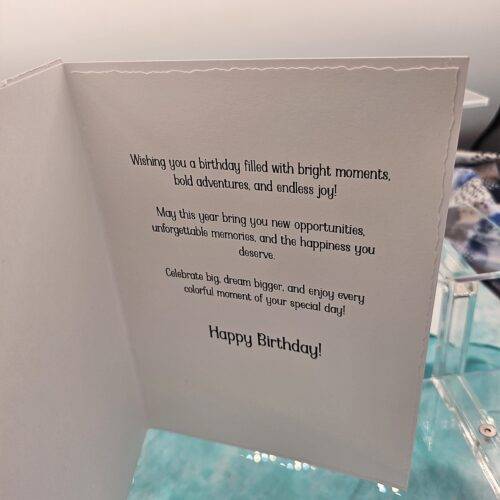 Wishing you a birthday filled with bright moments,
bold adventures, and endless joy!
May this year bring you new opportunities,
unforgettable memories, and the happiness you
deserve.
Celebrate big, dream bigger, and enjoy every
colorful moment of your special day!
Happy Birthday!